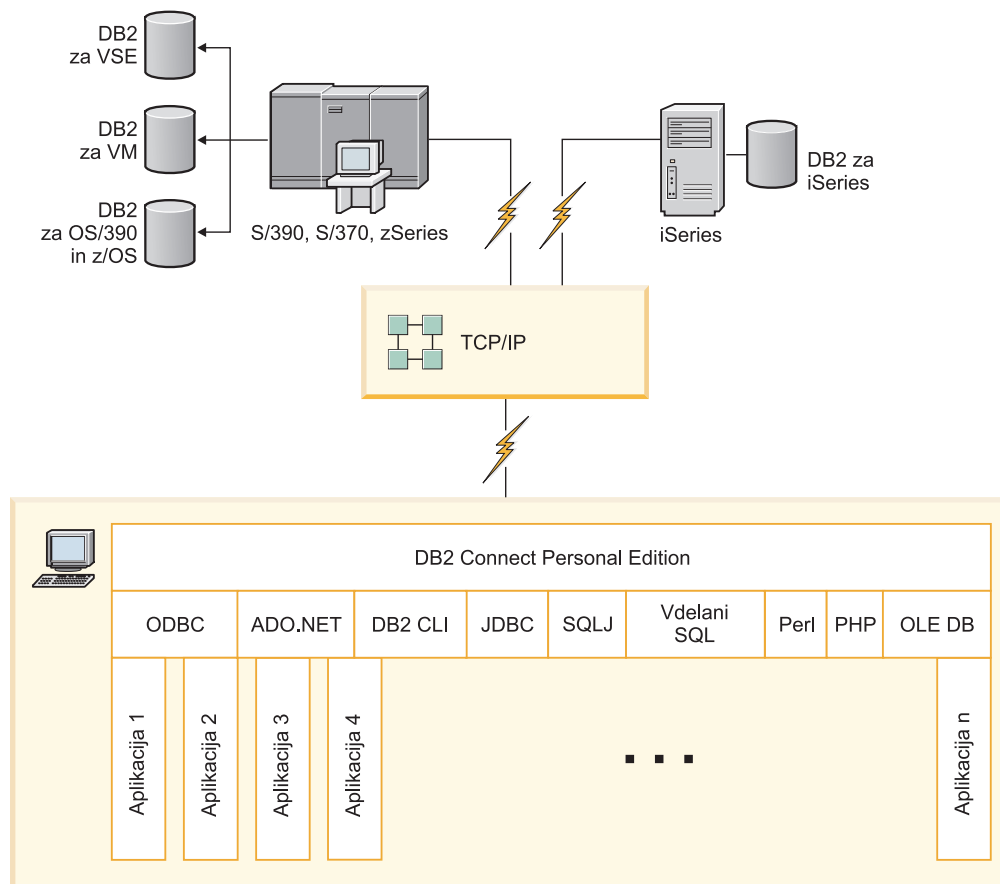 DB2
za VSE
DB2
za VM
DB2
za OS/390
in z/OS
S/390, S/370, zSeries
iSeries
DB2 za
iSeries
TCP/IP
DB2 Connect Personal Edition
ODBC
ADO.NET
DB2 CLI
JDBC
SQLJ
Vdelani
SQL
Perl
PHP
OLE DB
Aplikacija 1
Aplikacija 2
Aplikacija 3
Aplikacija 4
Aplikacija n